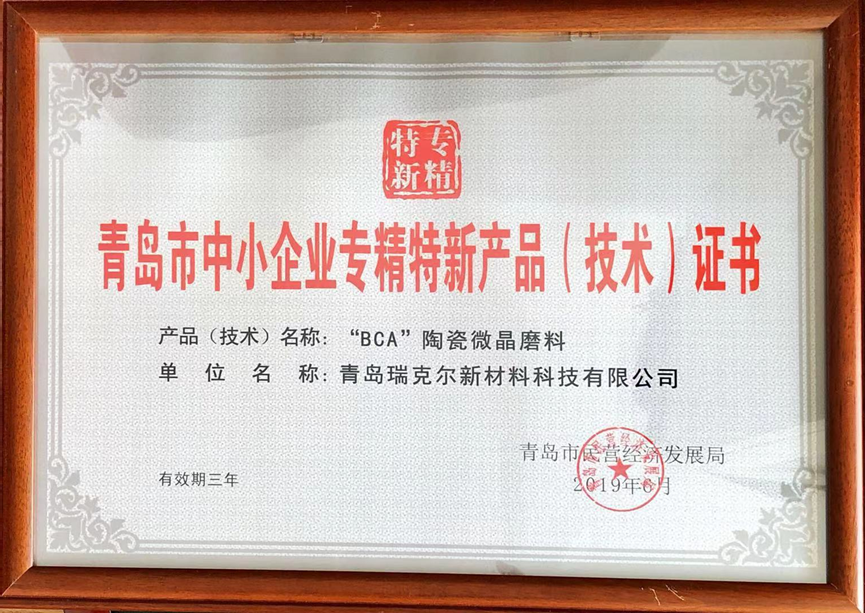 专精
特新
青岛市中小企业专精特新产品（技术）证书
产品（技术）名称：“BCA”陶瓷微晶磨料
单位名称：青岛瑞克尔新材料科技有限公司
青岛市民营经济发展局
有效期三年
2019年6月